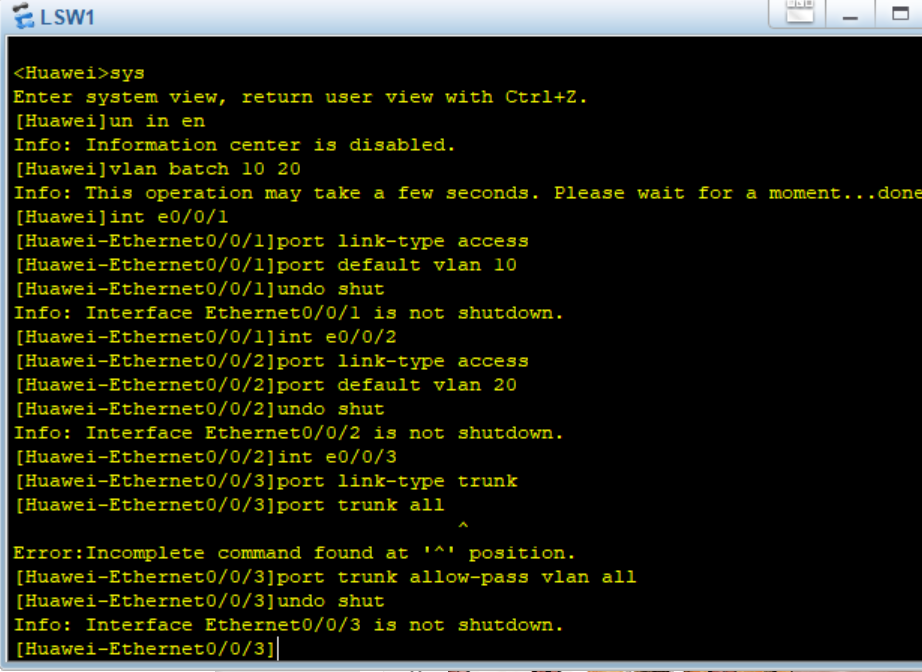 LSW1
<Huawei>sys
Enter system view, return user view with Ctrl+Z.
[Huawei]un in en
Info: Information center is disabled.
[Huawei]vlan batch 10 20
Info: This operation may take a few seconds. Please wait for a moment...done
[Huawei]int e0/0/1
[Huawei-Ethernet0/0/1]port link-type access
[Huawei-Ethernet0/0/1]port default vlan 10
[Huawei-Ethernet0/0/1]undo shut
Info: Interface Ethernet0/0/1 is not shutdown.
[Huawei-Ethernet0/0/1]int e0/0/2
[Huawei-Ethernet0/0/2]port link-type access
[Huawei-Ethernet0/0/2]port default vlan 20
[Huawei-Ethernet0/0/2]undo shut
Info: Interface Ethernet0/0/2 is not shutdown.
[Huawei-Ethernet0/0/2]int e0/0/3
[Huawei-Ethernet0/0/3]port link-type trunk
[Huawei-Ethernet0/0/3]port trunk all
^
Error:Incomplete command found at '^' position.
[Huawei-Ethernet0/0/3]port trunk allow-pass vlan all
[Huawei-Ethernet0/0/3]undo shut
Info: Interface Ethernet0/0/3 is not shutdown.
[Huawei-Ethernet0/0/3]